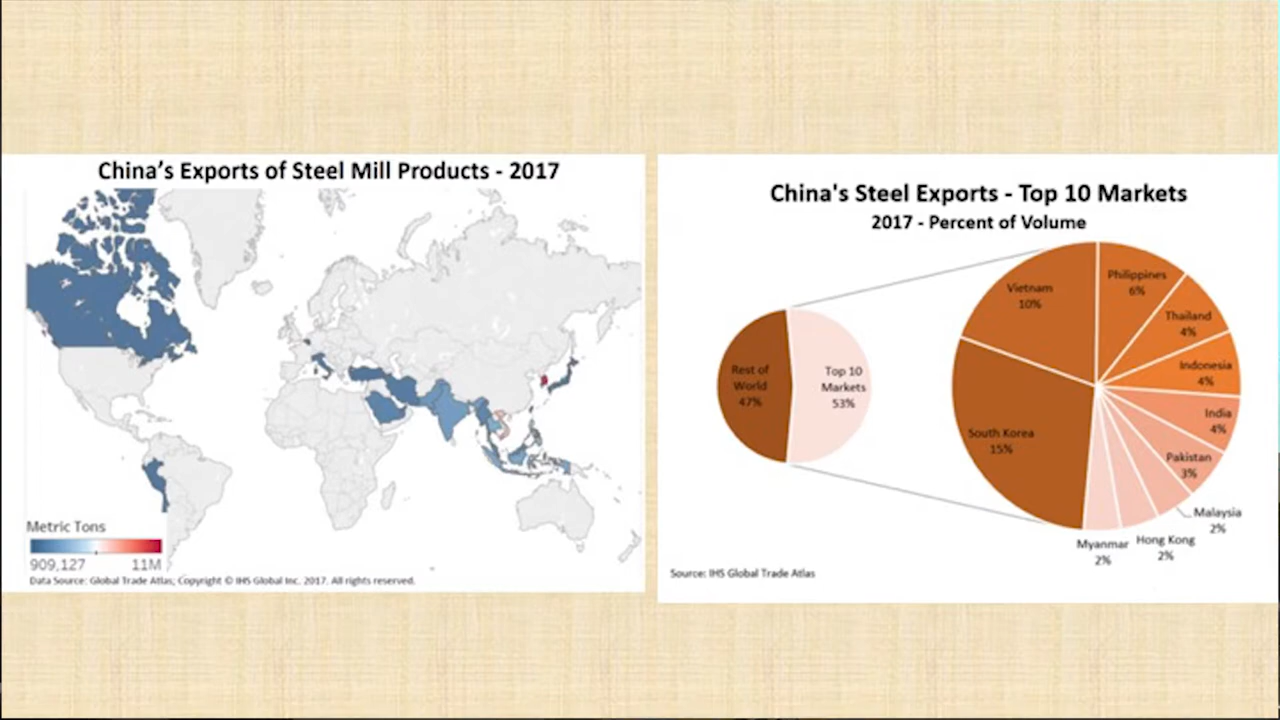 China's Exports of Steel Mill Products - 2017
Metric Tons
909,127
11M
Data Source: Global Trade Atlas; Copyright © IHS Global Inc. 2017. All rights reserved.
China's Steel Exports - Top 10 Markets
2017 - Percent of Volume
Rest of
World
47%
Top 10
Markets
53%
Vietnam
10%
Philippines
6%
Thailand
4%
Indonesia
4%
India
4%
Pakistan
3%
Malaysia
2%
Hong Kong
2%
Myanmar
2%
South Korea
15%
Source: IHS Global Trade Atlas